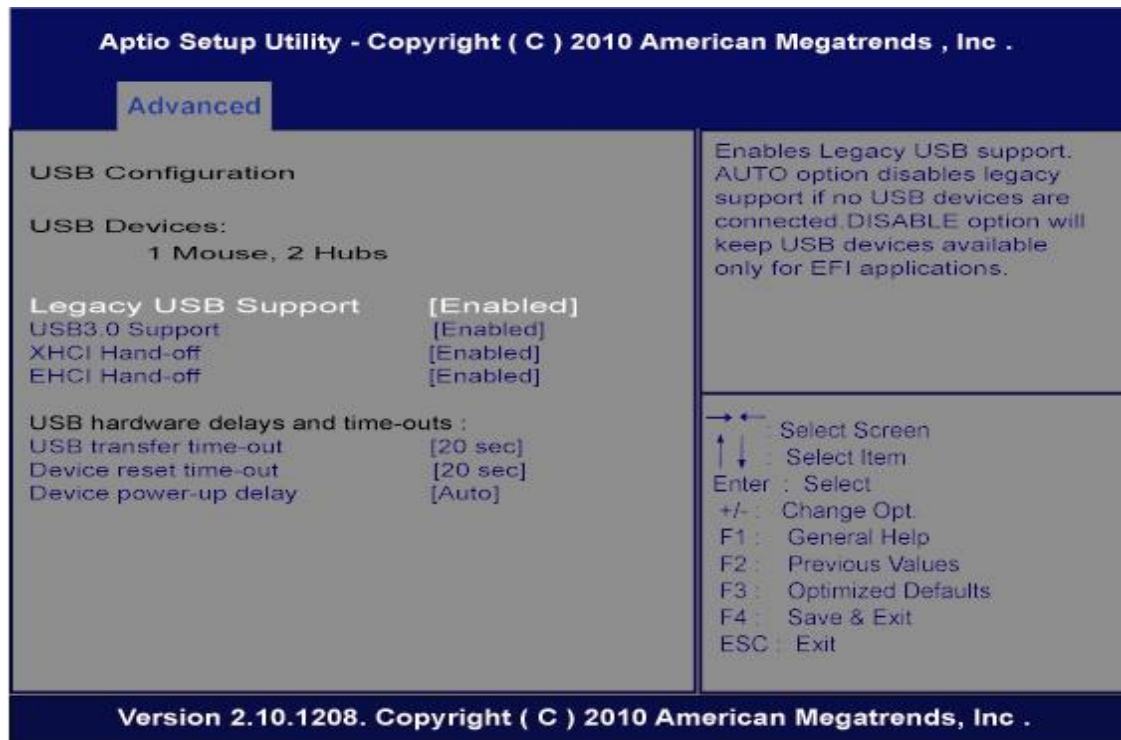 Aptio Setup Utility - Copyright ( C ) 2010 American Megatrends , Inc .
Advanced
USB Configuration
USB Devices:
1 Mouse, 2 Hubs
Legacy USB Support [Enabled]
USB3.0 Support [Enabled]
XHCI Hand-off [Enabled]
EHCI Hand-off [Enabled]
USB hardware delays and time-outs :
USB transfer time-out [20 sec]
Device reset time-out [20 sec]
Device power-up delay [Auto]
Enables Legacy USB support.
AUTO option disables legacy
support if no USB devices are
connected.DISABLE option will
keep USB devices available
only for EFI applications.
→← : Select Screen
↑↓ : Select Item
Enter : Select
+/- : Change Opt.
F1 : General Help
F2 : Previous Values
F3 : Optimized Defaults
F4 : Save & Exit
ESC : Exit
Version 2.10.1208. Copyright ( C ) 2010 American Megatrends, Inc .